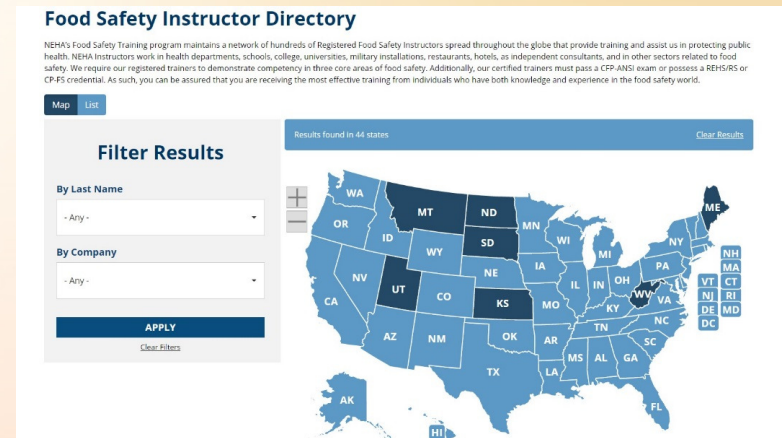 Food Safety Instructor Directory
NEHA's Food Safety Training program maintains a network of hundreds of Registered Food Safety Instructors spread throughout the globe that provide training and assist us in protecting public
health. NEHA Instructors work in health departments, schools, college, universities, military installations, restaurants, hotels, as independent consultants, and in other sectors related to food
safety. We require our registered trainers to demonstrate competency in three core areas of food safety. Additionally, our certified trainers must pass a CFP-ANSI exam or possess a REHS/RS or
CP-FS credential. As such, you can be assured that you are receiving the most effective training from individuals who have both knowledge and experience in the food safety world.
Map List
Filter Results
By Last Name
- Any -
By Company
- Any -
APPLY
Clear Filters
Results found in 44 states Clear Results
WA
MT
ND
MN
ME
OR
ID
SD
WI
MI
NY
WY
NH
NE
IA
PA
MA
NV
IL
IN
OH
VT
CT
UT
CO
KS
MO
WV
VA
NJ
RI
CA
KY
DE
MD
NC
DC
TN
AZ
NM
OK
AR
SC
MS
AL
GA
TX
LA
AK
FL
HI